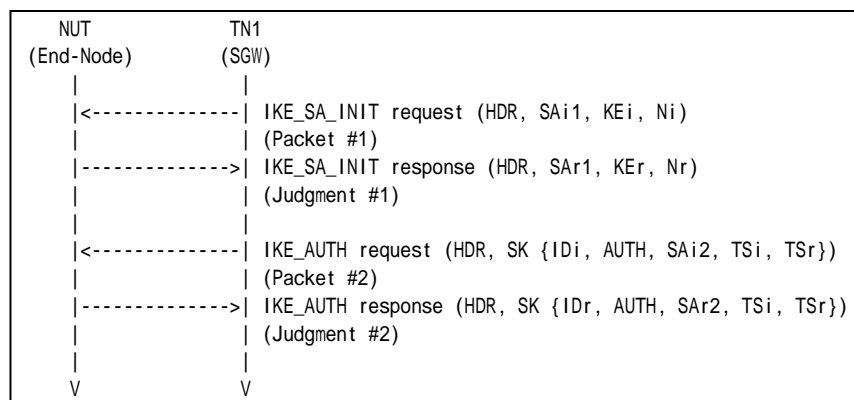 NUT TN1
(End-Node) (SGW)
| |
|<--------------| IKE_SA_INIT request (HDR, SAi1, KEi, Ni)
| | (Packet #1)
|-------------->| IKE_SA_INIT response (HDR, SAr1, KEr, Nr)
| | (Judgment #1)
| |
|<--------------| IKE_AUTH request (HDR, SK {IDi, AUTH, SAi2, TSi, TSr})
| | (Packet #2)
|-------------->| IKE_AUTH response (HDR, SK {IDr, AUTH, SAr2, TSi, TSr})
| | (Judgment #2)
| |
V V